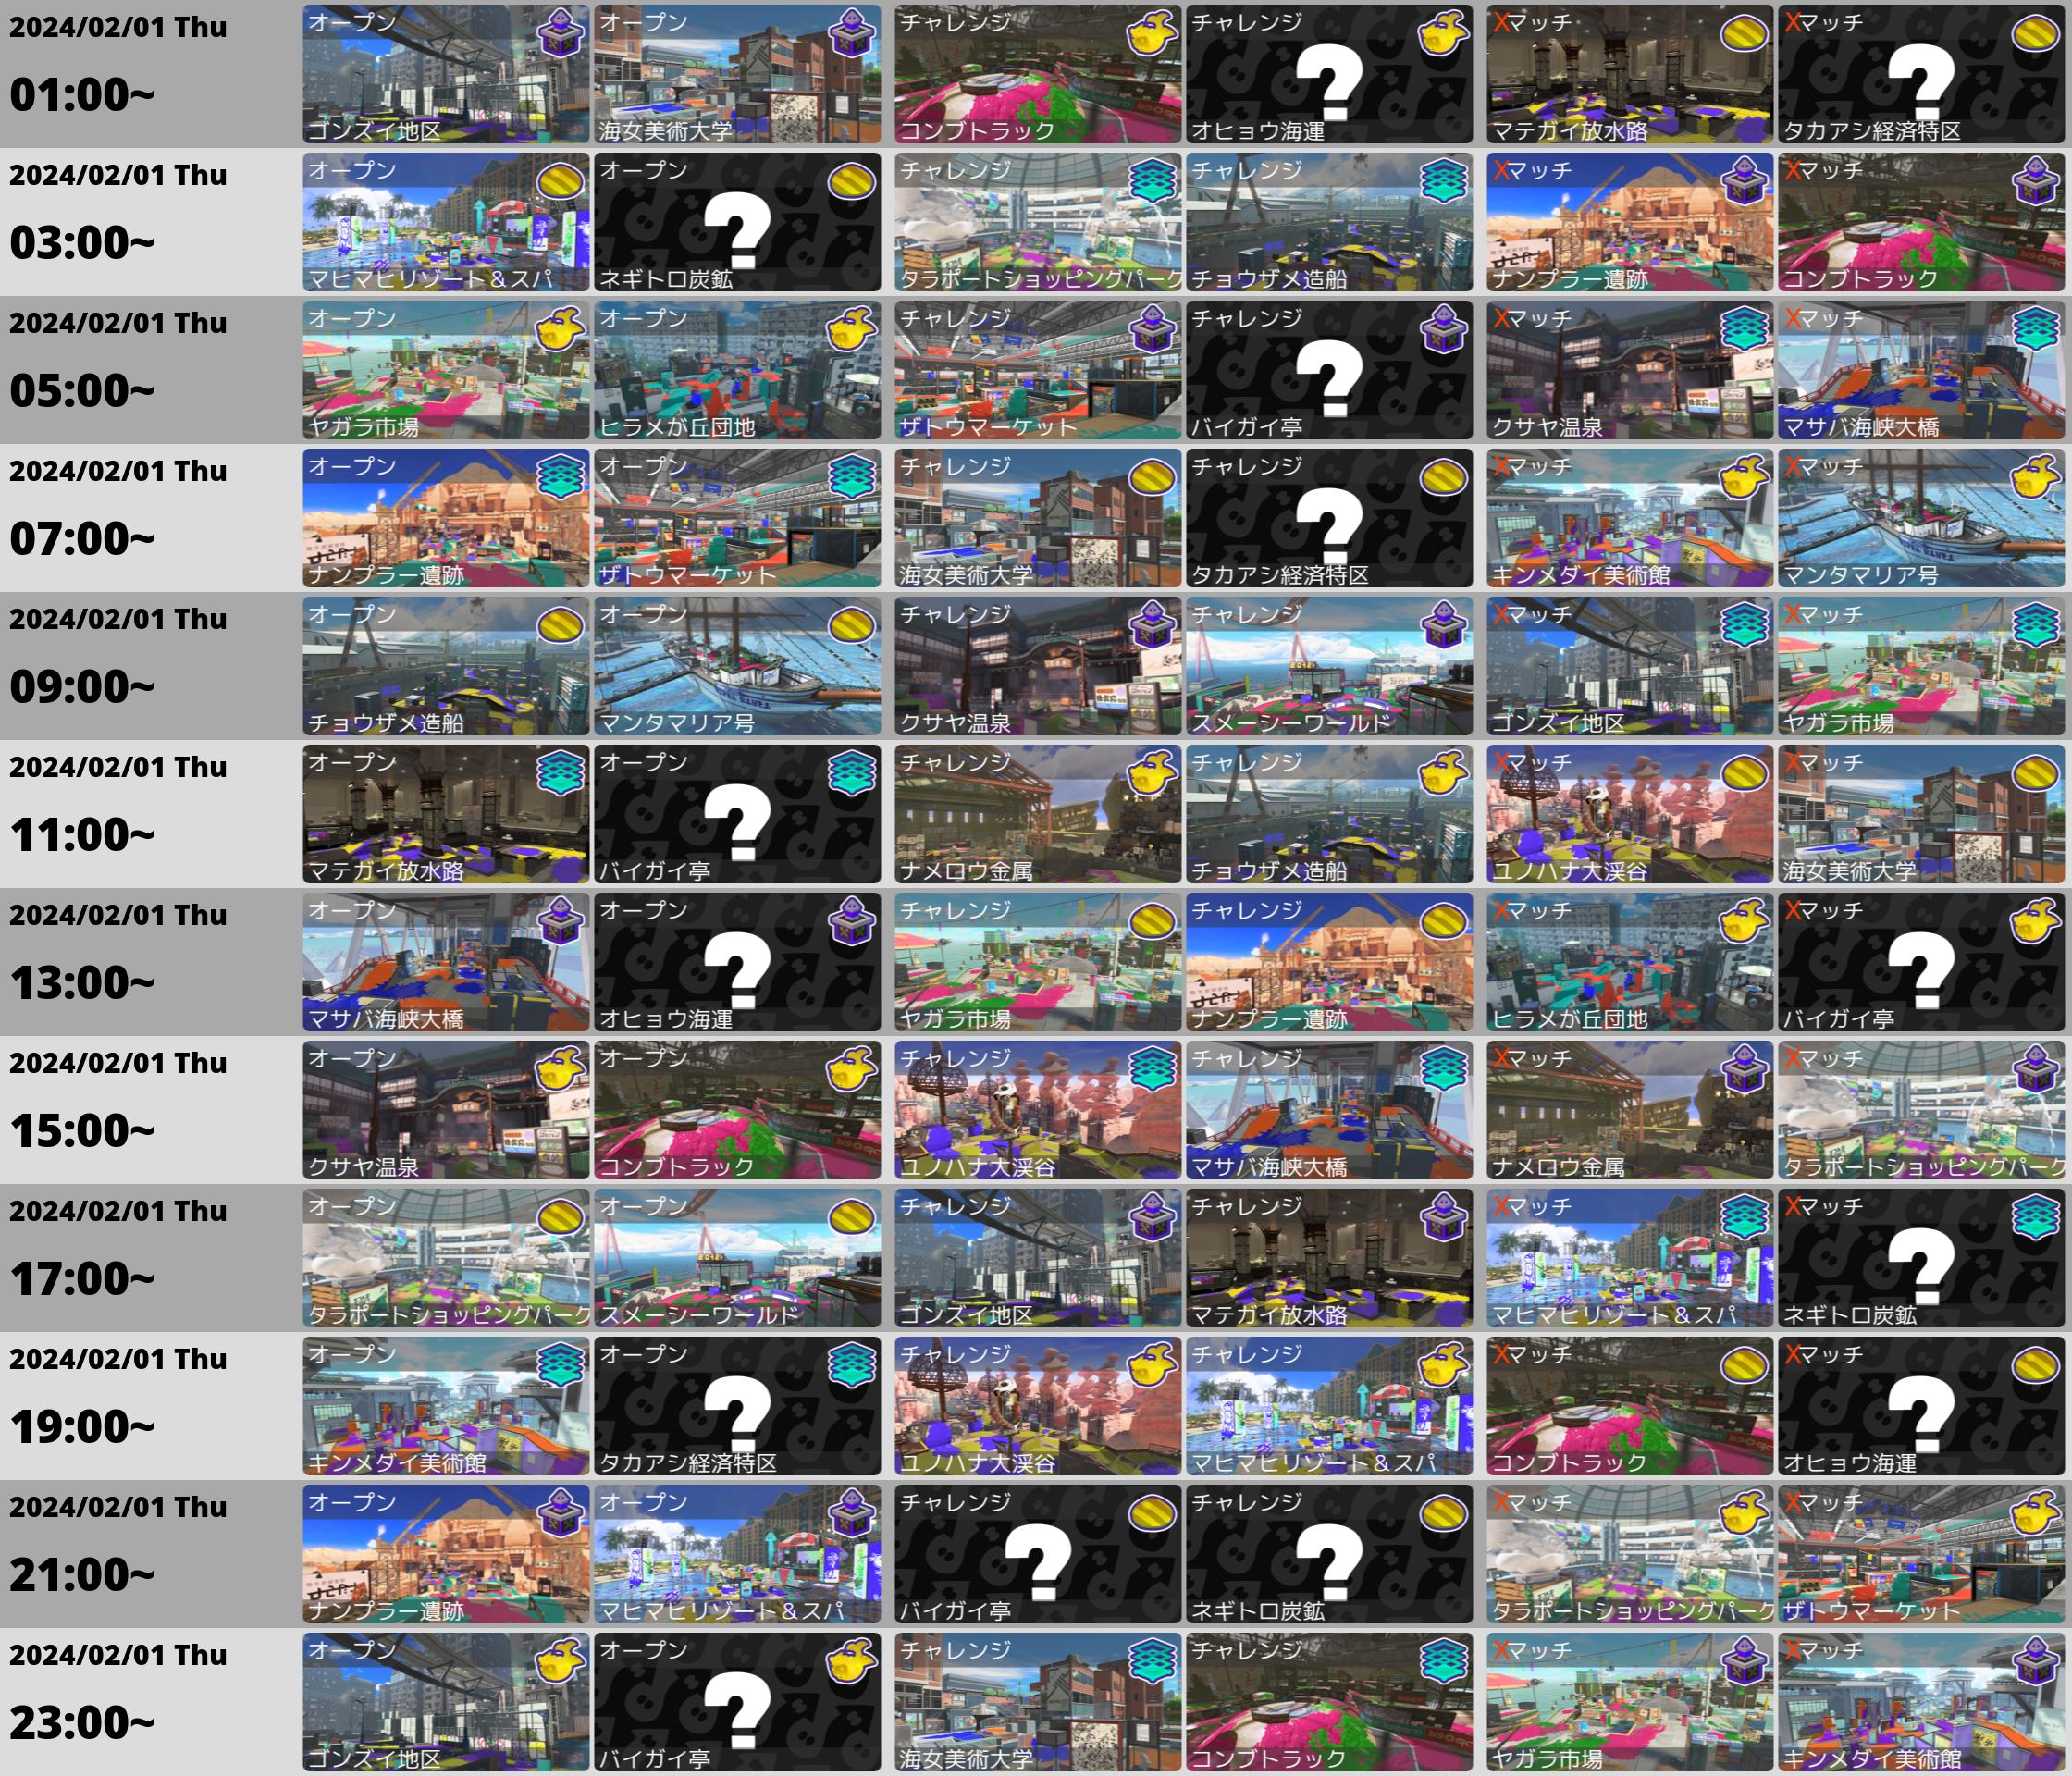 2024/02/01 Thu
01:00~
オープン オープン チャレンジ チャレンジ Xマッチ Xマッチ
ゴンズイ地区 海女美術大学 コンブトラック オヒョウ海運 マテガイ放水路 タカアシ経済特区
2024/02/01 Thu
03:00~
オープン オープン チャレンジ チャレンジ Xマッチ Xマッチ
マヒマヒリゾート&スパ ネギトロ炭鉱 タラポートショッピングパーク チョウザメ造船 ナンプラー遺跡 コンブトラック
2024/02/01 Thu
05:00~
オープン オープン チャレンジ チャレンジ Xマッチ Xマッチ
ヤガラ市場 ヒラメが丘団地 ザトウマーケット バイガイ亭 クサヤ温泉 マサバ海峡大橋
2024/02/01 Thu
07:00~
オープン オープン チャレンジ チャレンジ Xマッチ Xマッチ
ナンプラー遺跡 ザトウマーケット 海女美術大学 タカアシ経済特区 キンメダイ美術館 マンタマリア号
2024/02/01 Thu
09:00~
オープン オープン チャレンジ チャレンジ Xマッチ Xマッチ
チョウザメ造船 マンタマリア号 クサヤ温泉 スメーシーワールド ゴンズイ地区 ヤガラ市場
2024/02/01 Thu
11:00~
オープン オープン チャレンジ チャレンジ Xマッチ Xマッチ
マテガイ放水路 バイガイ亭 ナメロウ金属 チョウザメ造船 ユノハナ大渓谷 海女美術大学
2024/02/01 Thu
13:00~
オープン オープン チャレンジ チャレンジ Xマッチ Xマッチ
マサバ海峡大橋 オヒョウ海運 ヤガラ市場 ナンプラー遺跡 ヒラメが丘団地 バイガイ亭
2024/02/01 Thu
15:00~
オープン オープン チャレンジ チャレンジ Xマッチ Xマッチ
クサヤ温泉 コンブトラック ユノハナ大渓谷 マサバ海峡大橋 ナメロウ金属 タラポートショッピングパーク
2024/02/01 Thu
17:00~
オープン オープン チャレンジ チャレンジ Xマッチ Xマッチ
タラポートショッピングパーク スメーシーワールド ゴンズイ地区 マテガイ放水路 マヒマヒリゾート&スパ ネギトロ炭鉱
2024/02/01 Thu
19:00~
オープン オープン チャレンジ チャレンジ Xマッチ Xマッチ
キンメダイ美術館 タカアシ経済特区 ユノハナ大渓谷 マヒマヒリゾート&スパ コンブトラック オヒョウ海運
2024/02/01 Thu
21:00~
オープン オープン チャレンジ チャレンジ Xマッチ Xマッチ
ナンプラー遺跡 マヒマヒリゾート&スパ バイガイ亭 ネギトロ炭鉱 タラポートショッピングパーク ザトウマーケット
2024/02/01 Thu
23:00~
オープン オープン チャレンジ チャレンジ Xマッチ Xマッチ
ゴンズイ地区 バイガイ亭 海女美術大学 コンブトラック ヤガラ市場 キンメダイ美術館